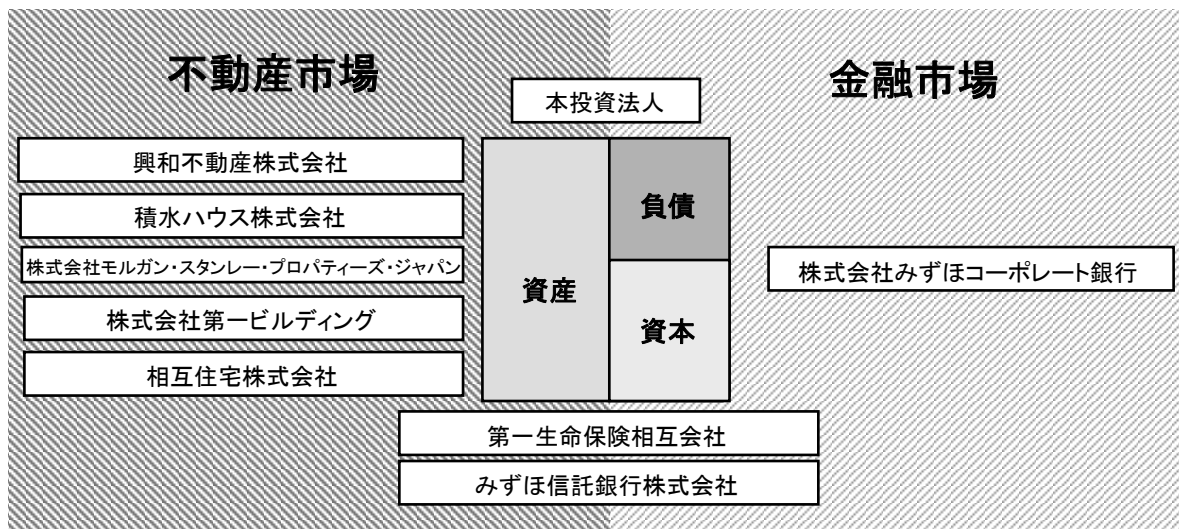 不動産市場
金融市場
本投資法人
興和不動産株式会社
積水ハウス株式会社
株式会社モルガン・スタンレー・プロパティーズ・ジャパン
株式会社第一ビルディング
相互住宅株式会社
資産
負債
資本
株式会社みずほコーポレート銀行
第一生命保険相互会社
みずほ信託銀行株式会社